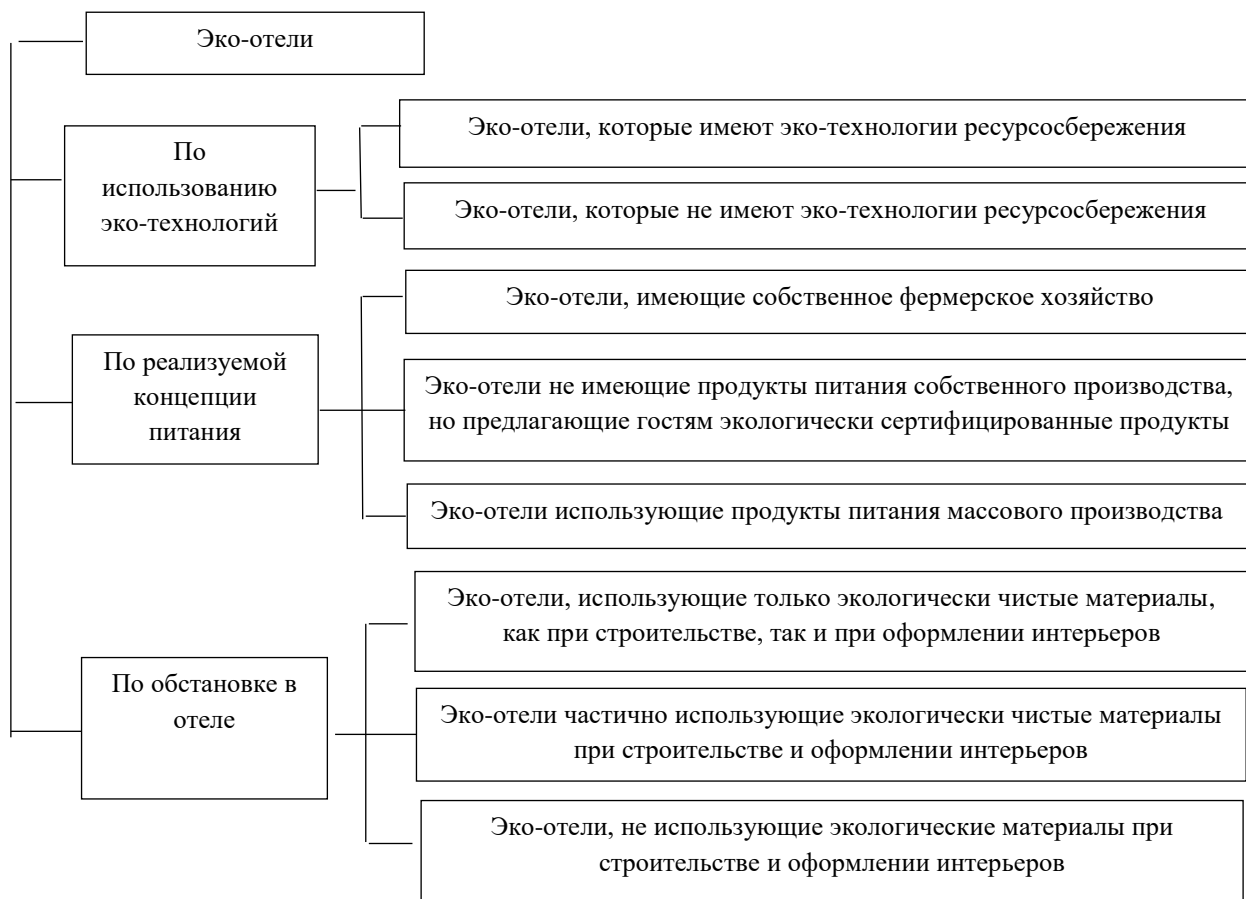 Эко-отели
По
использованию
эко-технологий
Эко-отели, которые имеют эко-технологии ресурсосбережения
Эко-отели, которые не имеют эко-технологии ресурсосбережения
По реализуемой
концепции
питания
Эко-отели, имеющие собственное фермерское хозяйство
Эко-отели не имеющие продукты питания собственного производства,
но предлагающие гостям экологически сертифицированные продукты
Эко-отели использующие продукты питания массового производства
По обстановке в
отеле
Эко-отели, использующие только экологически чистые материалы,
как при строительстве, так и при оформлении интерьеров
Эко-отели частично использующие экологически чистые материалы
при строительстве и оформлении интерьеров
Эко-отели, не использующие экологические материалы при
строительстве и оформлении интерьеров